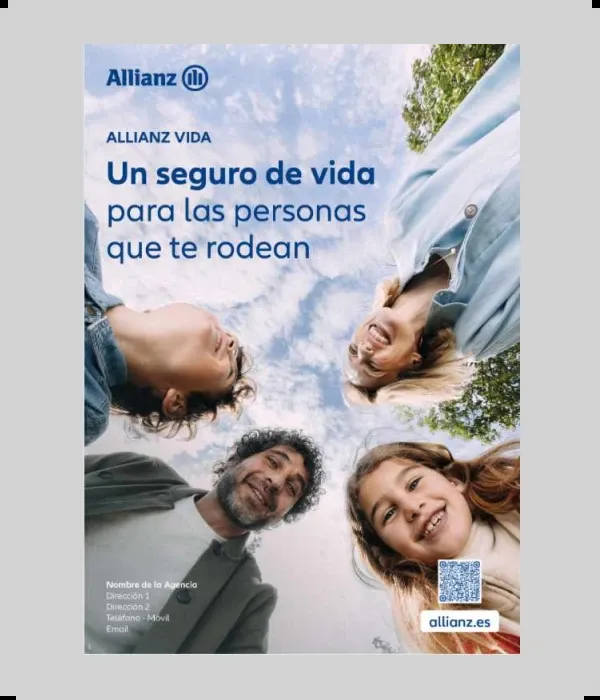 Allianz
ALLIANZ VIDA
Un seguro de vida
para las personas
que te rodean
Nombre de la Agencia
Dirección 1
Dirección 2
Teléfono - Móvil
Email
allianz.es